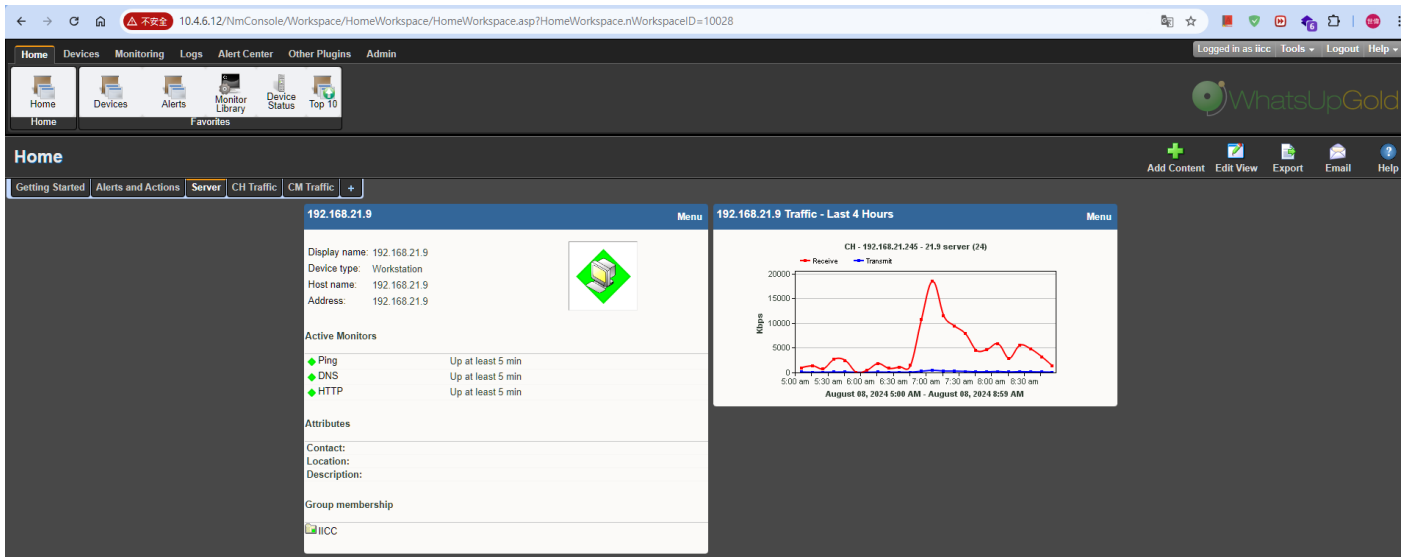 不安全 10.4.6.12/NmConsole/Workspace/HomeWorkspace/HomeWorkspace.asp?HomeWorkspace.nWorkspaceID=10028
6
Home Devices Monitoring Logs Alert Center Other Plugins Admin
Logged in as iicc Tools Logout Help
Home Devices Alerts Monitor Library Device Status Top 10
Home Favorites
WhatsUpGold
Home
Add Content Edit View Export Email Help
Getting Started Alerts and Actions Server CH Traffic CM Traffic +
192.168.21.9 Menu
Display name: 192.168.21.9
Device type: Workstation
Host name: 192.168.21.9
Address: 192.168.21.9
Active Monitors
Ping Up at least 5 min
DNS Up at least 5 min
HTTP Up at least 5 min
Attributes
Contact:
Location:
Description:
Group membership
IICC
192.168.21.9 Traffic - Last 4 Hours Menu
CH - 192.168.21.245 - 21.9 server (24)
Receive Transmit
20000
15000
10000
5000
0
Kbps
5:00 am 5:30 am 6:00 am 6:30 am 7:00 am 7:30 am 8:00 am 8:30 am
August 08, 2024 5:00 AM - August 08, 2024 8:59 AM